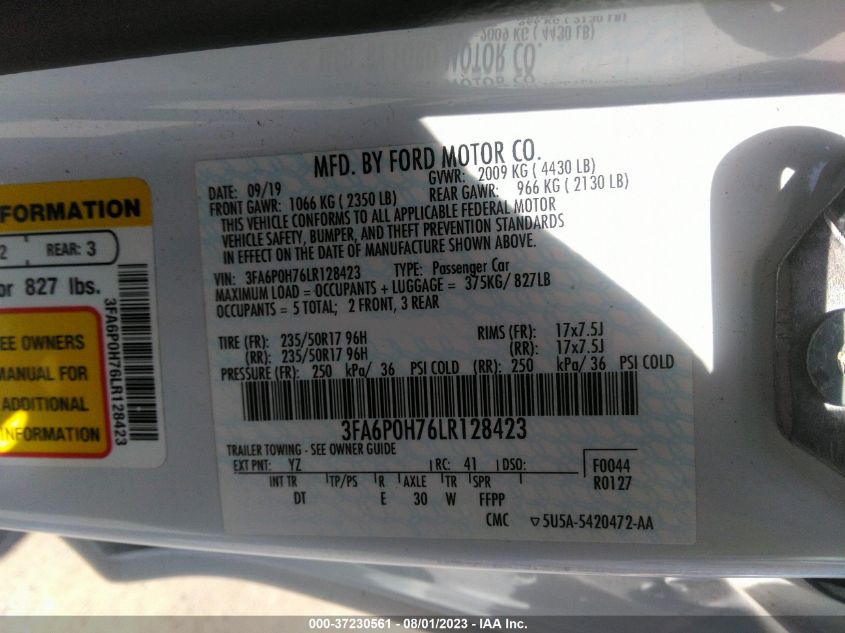 MFD. BY FORD MOTOR CO.
DATE: 09/19 GVWR: 2009 KG ( 4430 LB)
FRONT GAWR: 1066 KG ( 2350 LB) REAR GAWR: 966 KG ( 2130 LB)
THIS VEHICLE CONFORMS TO ALL APPLICABLE FEDERAL MOTOR
VEHICLE SAFETY, BUMPER, AND THEFT PREVENTION STANDARDS
IN EFFECT ON THE DATE OF MANUFACTURE SHOWN ABOVE.
VIN: 3FA6P0H76LR128423 TYPE: Passenger Car
MAXIMUM LOAD = OCCUPANTS + LUGGAGE = 375KG/ 827LB
OCCUPANTS = 5 TOTAL; 2 FRONT, 3 REAR
TIRE (FR): 235/50R17 96H RIMS (FR): 17x7.5J
(RR): 235/50R17 96H (RR): 17x7.5J
PRESSURE (FR): 250 kPa/ 36 PSI COLD (RR): 250 kPa/ 36 PSI COLD
3FA6P0H76LR128423
TRAILER TOWING - SEE OWNER GUIDE
EXT PNT: YZ RC: 41 DSO: F0044
R0127
INT TR TP/PS R AXLE TR SPR
DT E 30 W FFPP
CMC ▽5U5A-5420472-AA
FORMATION
2 REAR: 3
or 827 lbs.
EE OWNERS
MANUAL FOR
ADDITIONAL
INFORMATION
3FA6P0H76LR128423
000-37230561 - 08/01/2023 - IAA Inc.